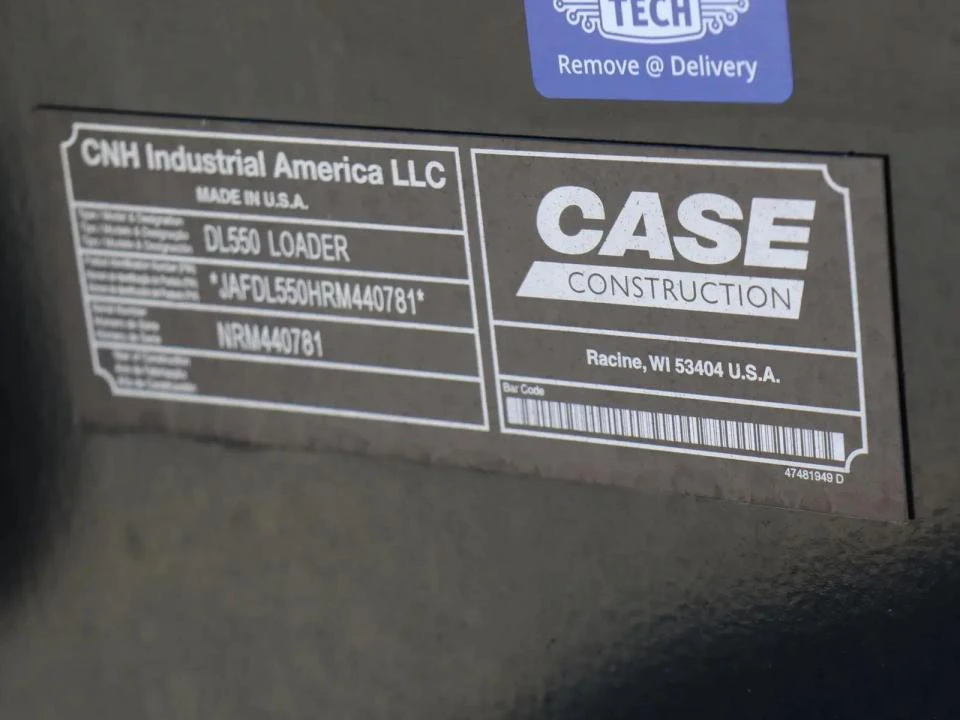 TECH
Remove @ Delivery
CNH Industrial America LLC
MADE IN U.S.A.
DL550 LOADER
*JAFDL550HRM440781*
NRM440781
CASE
CONSTRUCTION
Racine, WI 53404 U.S.A.
Bar Code
47481949 D